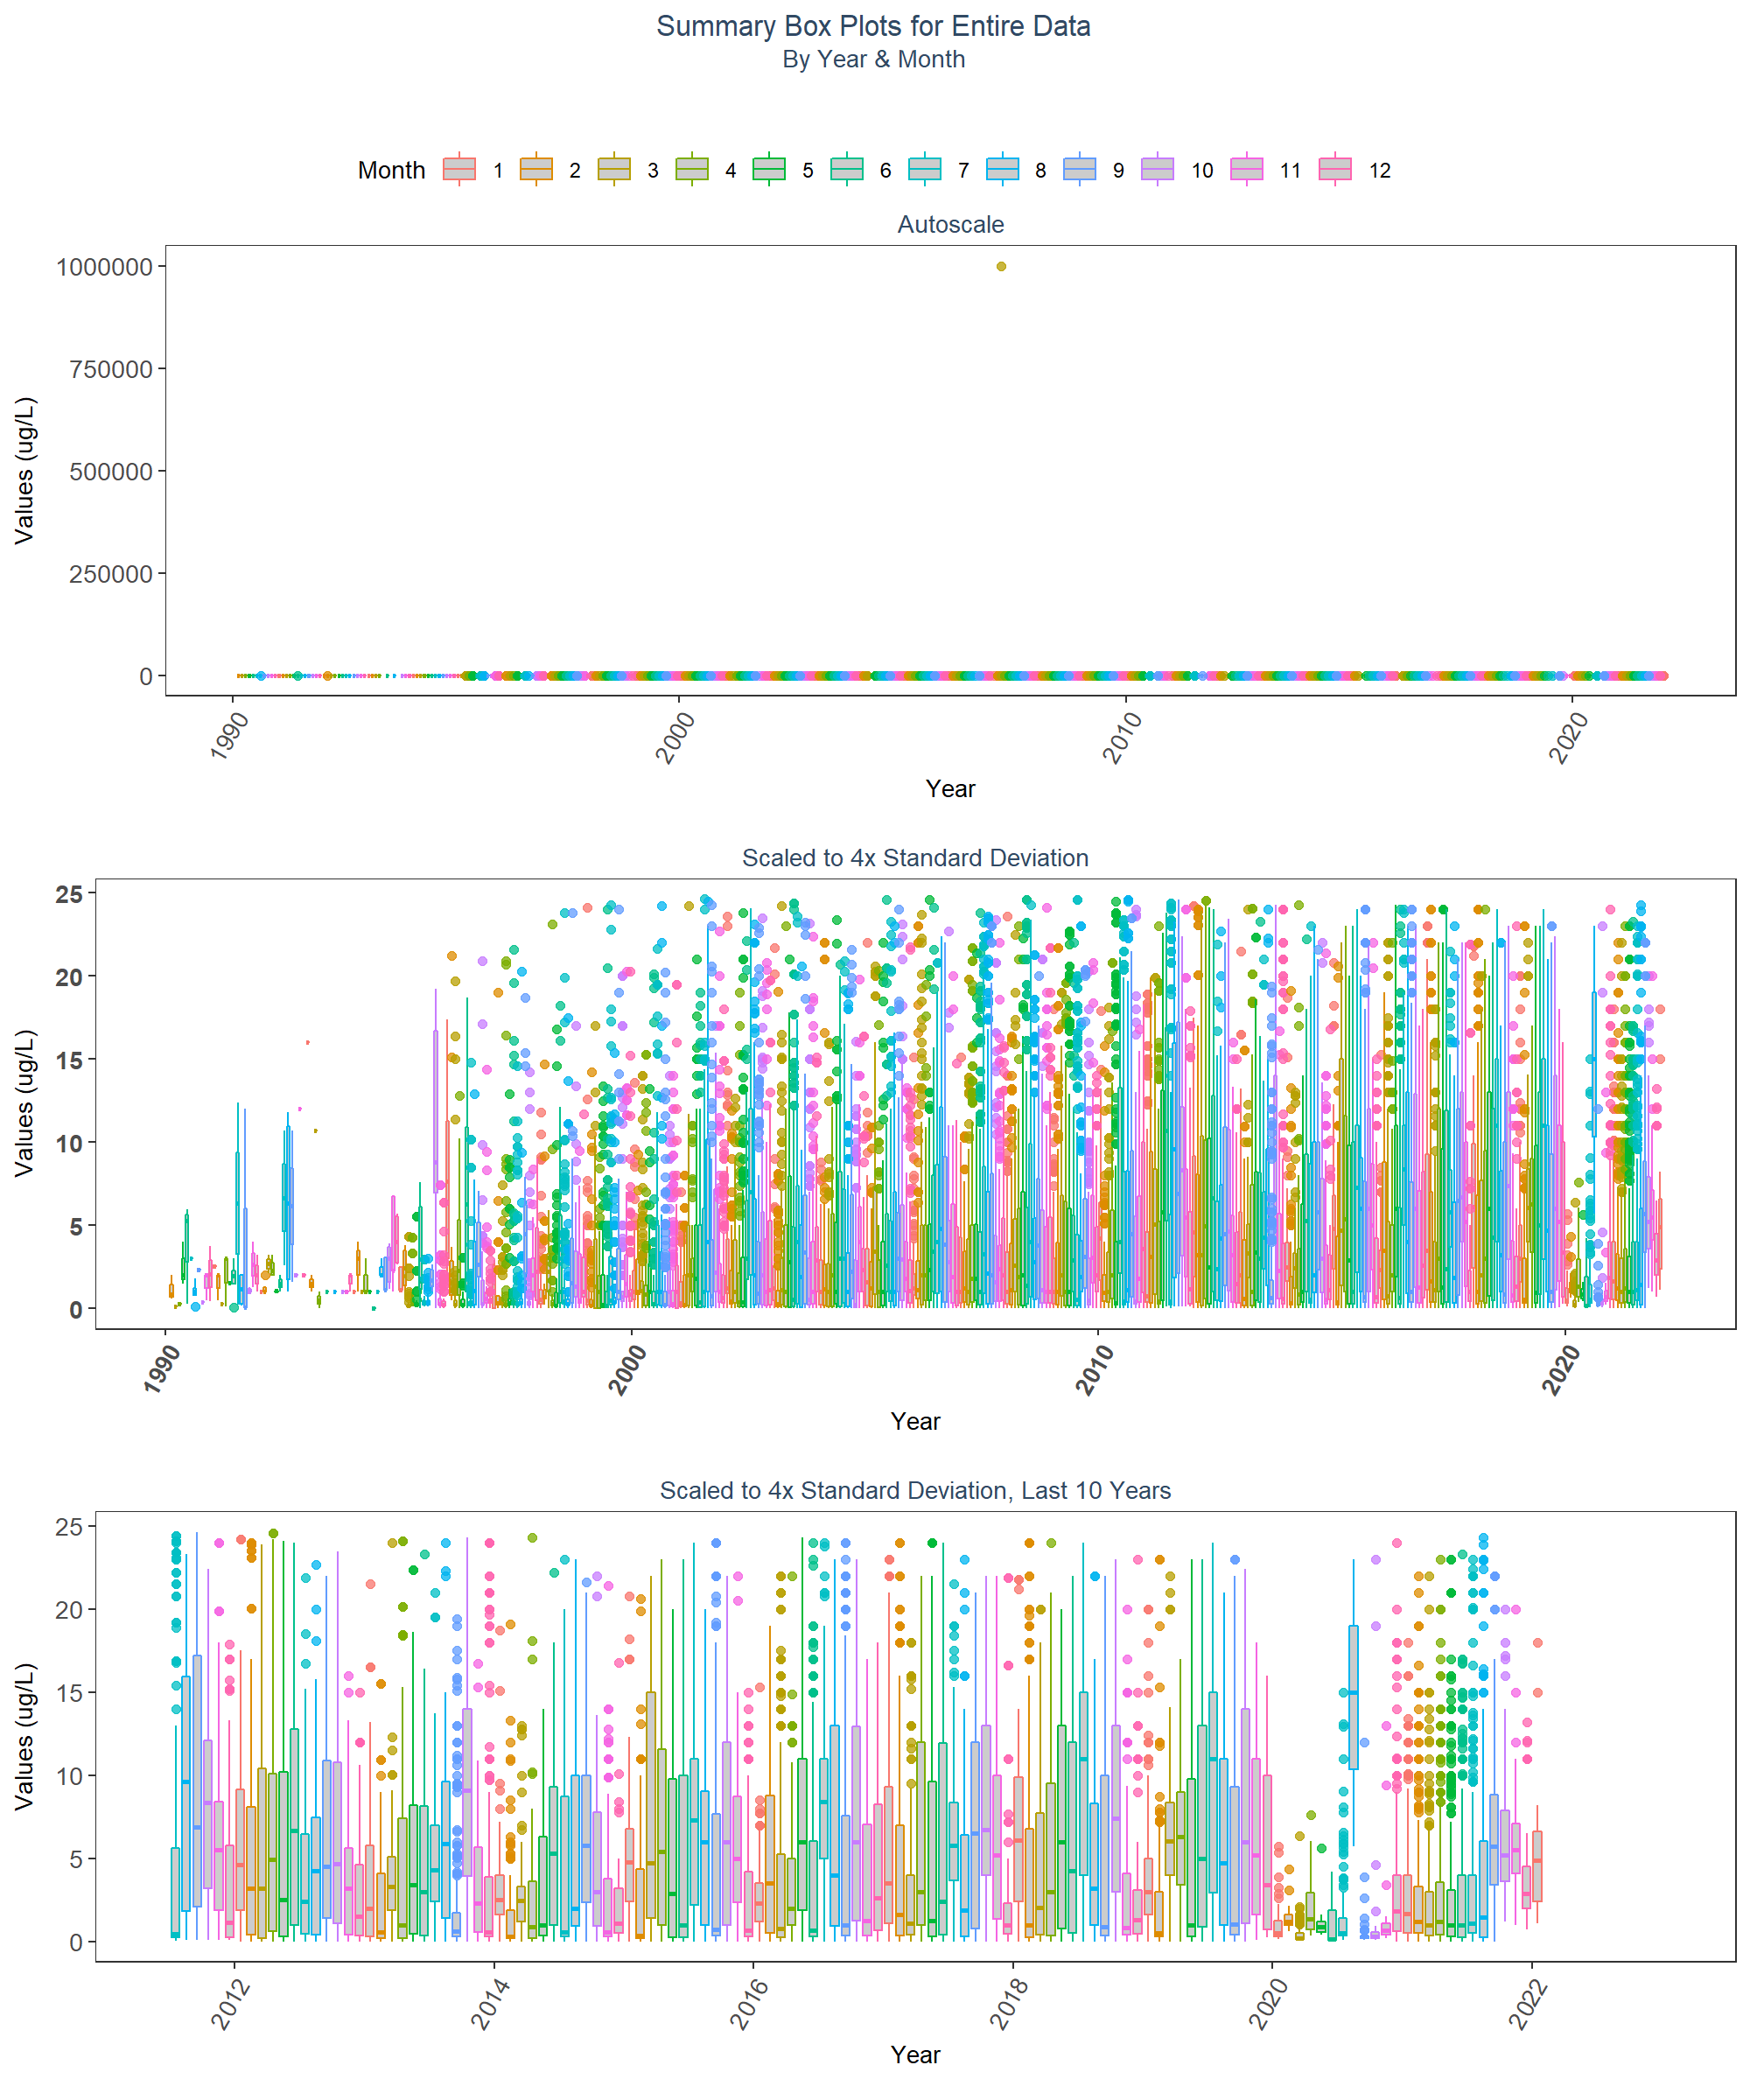 Summary Box Plots for Entire Data
By Year & Month
Month 1 2 3 4 5 6 7 8 9 10 11 12
Autoscale
1000000
750000
500000
250000
0
Values (ug/L)
1990 2000 2010 2020
Year
Scaled to 4x Standard Deviation
25
20
15
10
5
0
Values (ug/L)
1990 2000 2010 2020
Year
Scaled to 4x Standard Deviation, Last 10 Years
25
20
15
10
5
0
Values (ug/L)
2012 2014 2016 2018 2020 2022
Year